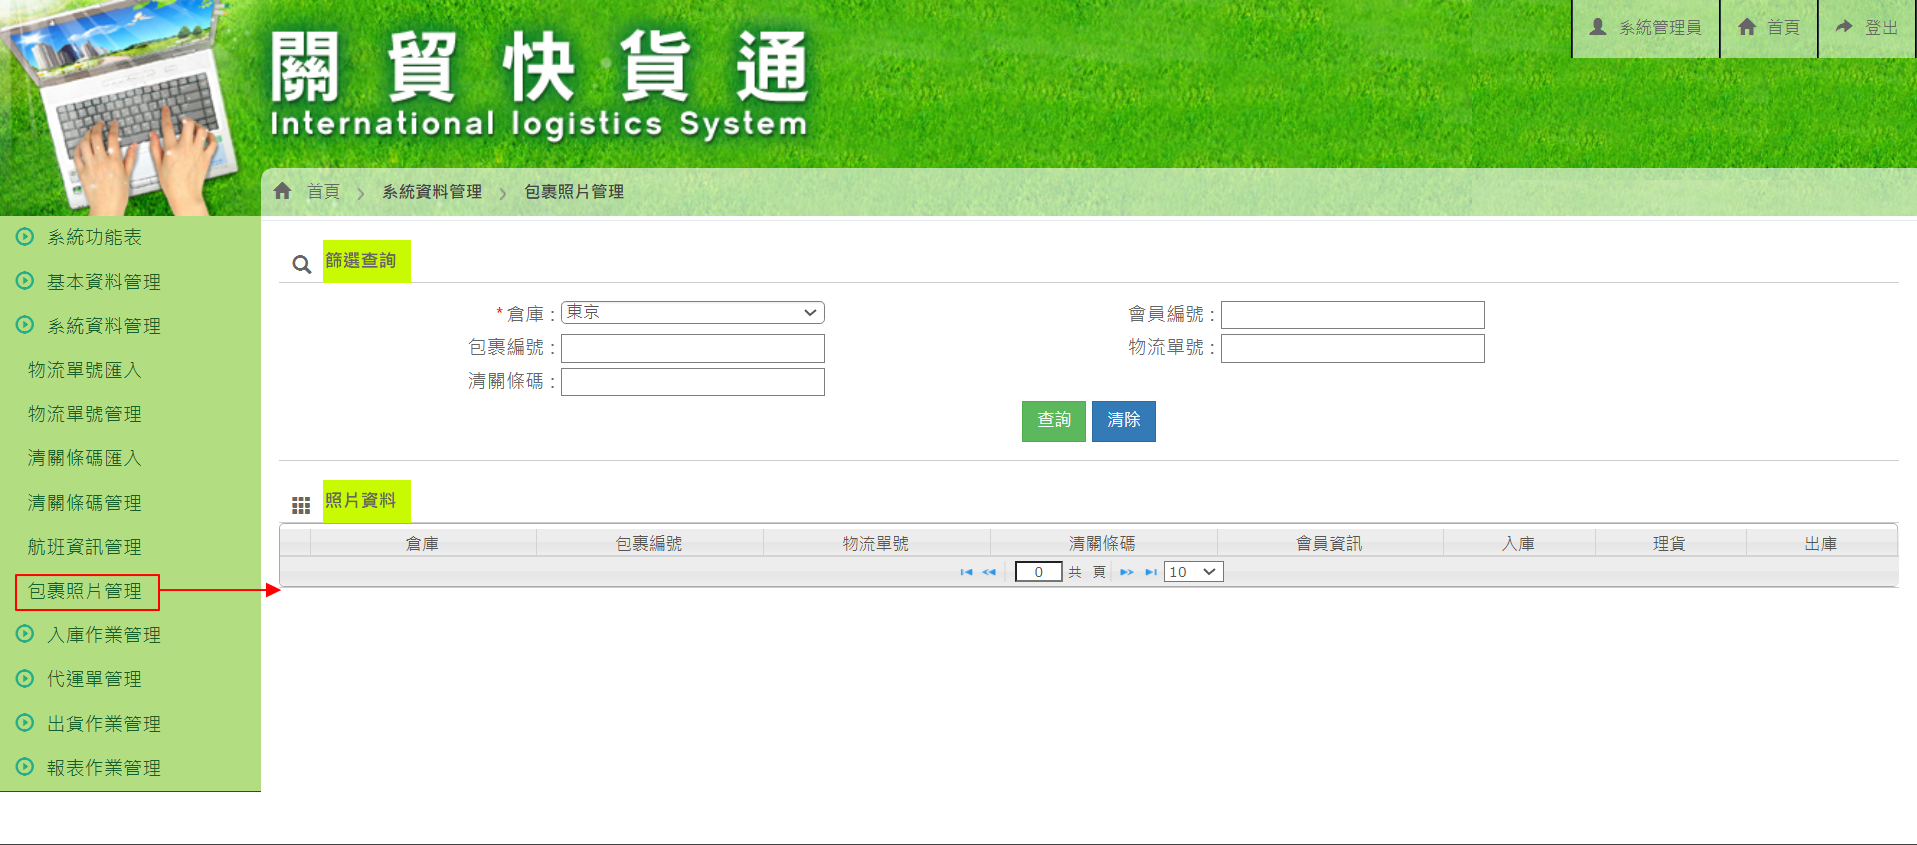 關貿快貨通
International logistics System
系統管理員 首頁 登出
首頁 系統資料管理 包裹照片管理
系統功能表
基本資料管理
系統資料管理
物流單號匯入
物流單號管理
清關條碼匯入
清關條碼管理
航班資訊管理
包裹照片管理
入庫作業管理
代運單管理
出貨作業管理
報表作業管理
篩選查詢
*倉庫 : 東京 會員編號 :
包裹編號 : 物流單號 :
清關條碼 :
查詢 清除
照片資料
倉庫 包裹編號 物流單號 清關條碼 會員資訊 入庫 理貨 出庫
0 共 頁 10